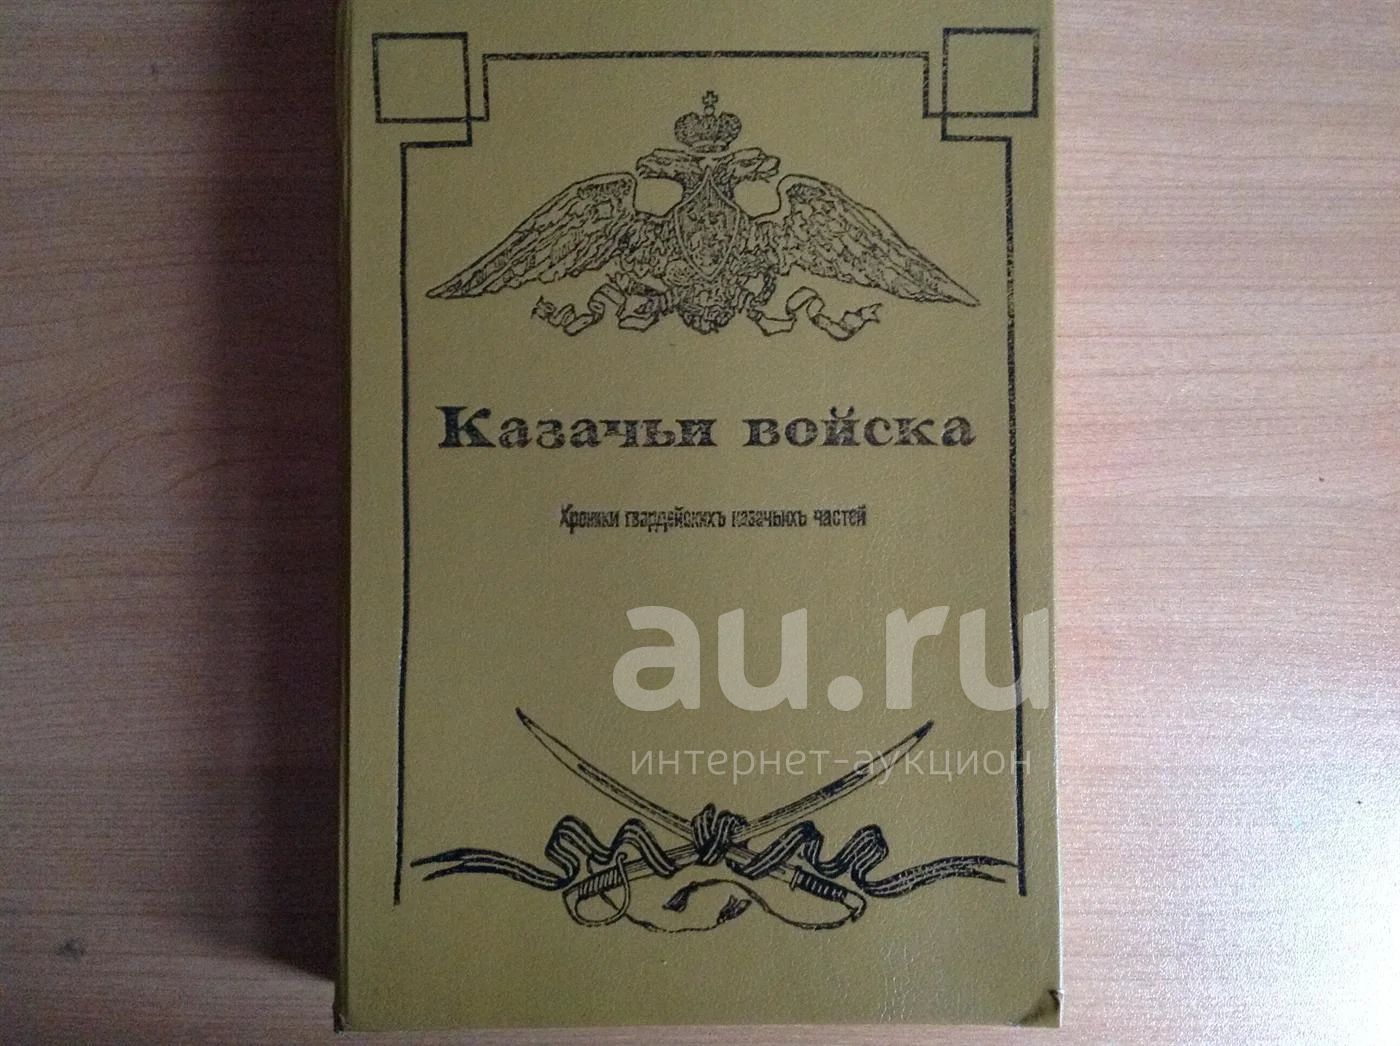 Казачьи войска
Хроники гвардейскихъ казачьихъ частей
au.ru
интернет-аукцион